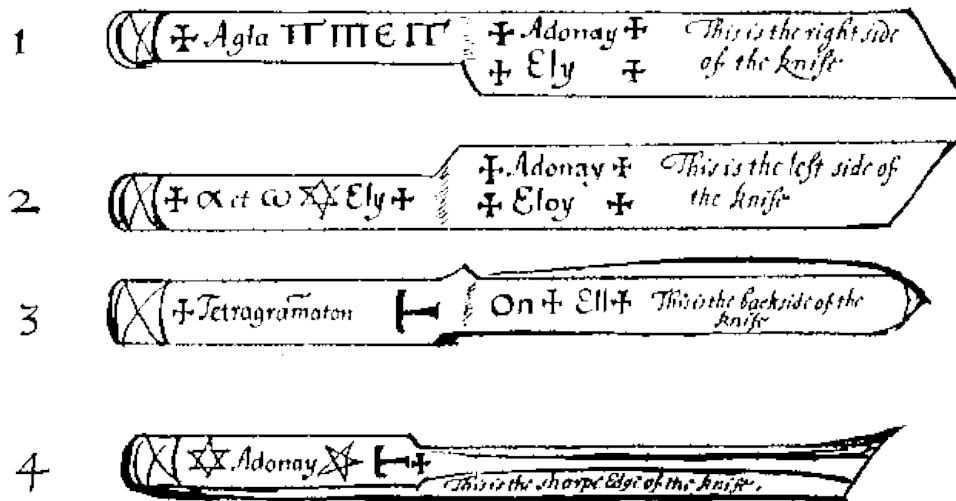 1
✠ Agla
✠ Adonay ✠
✠ Ely ✠
This is the right side
of the knife
2
✠ α et ω ✡ Ely ✠
✠ Adonay ✠
✠ Eloy ✠
This is the left side of
the knife
3
✠ Tetragram̄aton
On ✠ Ell ✠
This is the backside of the
knife
4
✡ Adonay ⛤
✠
This is the sharpe Edge of the knife.